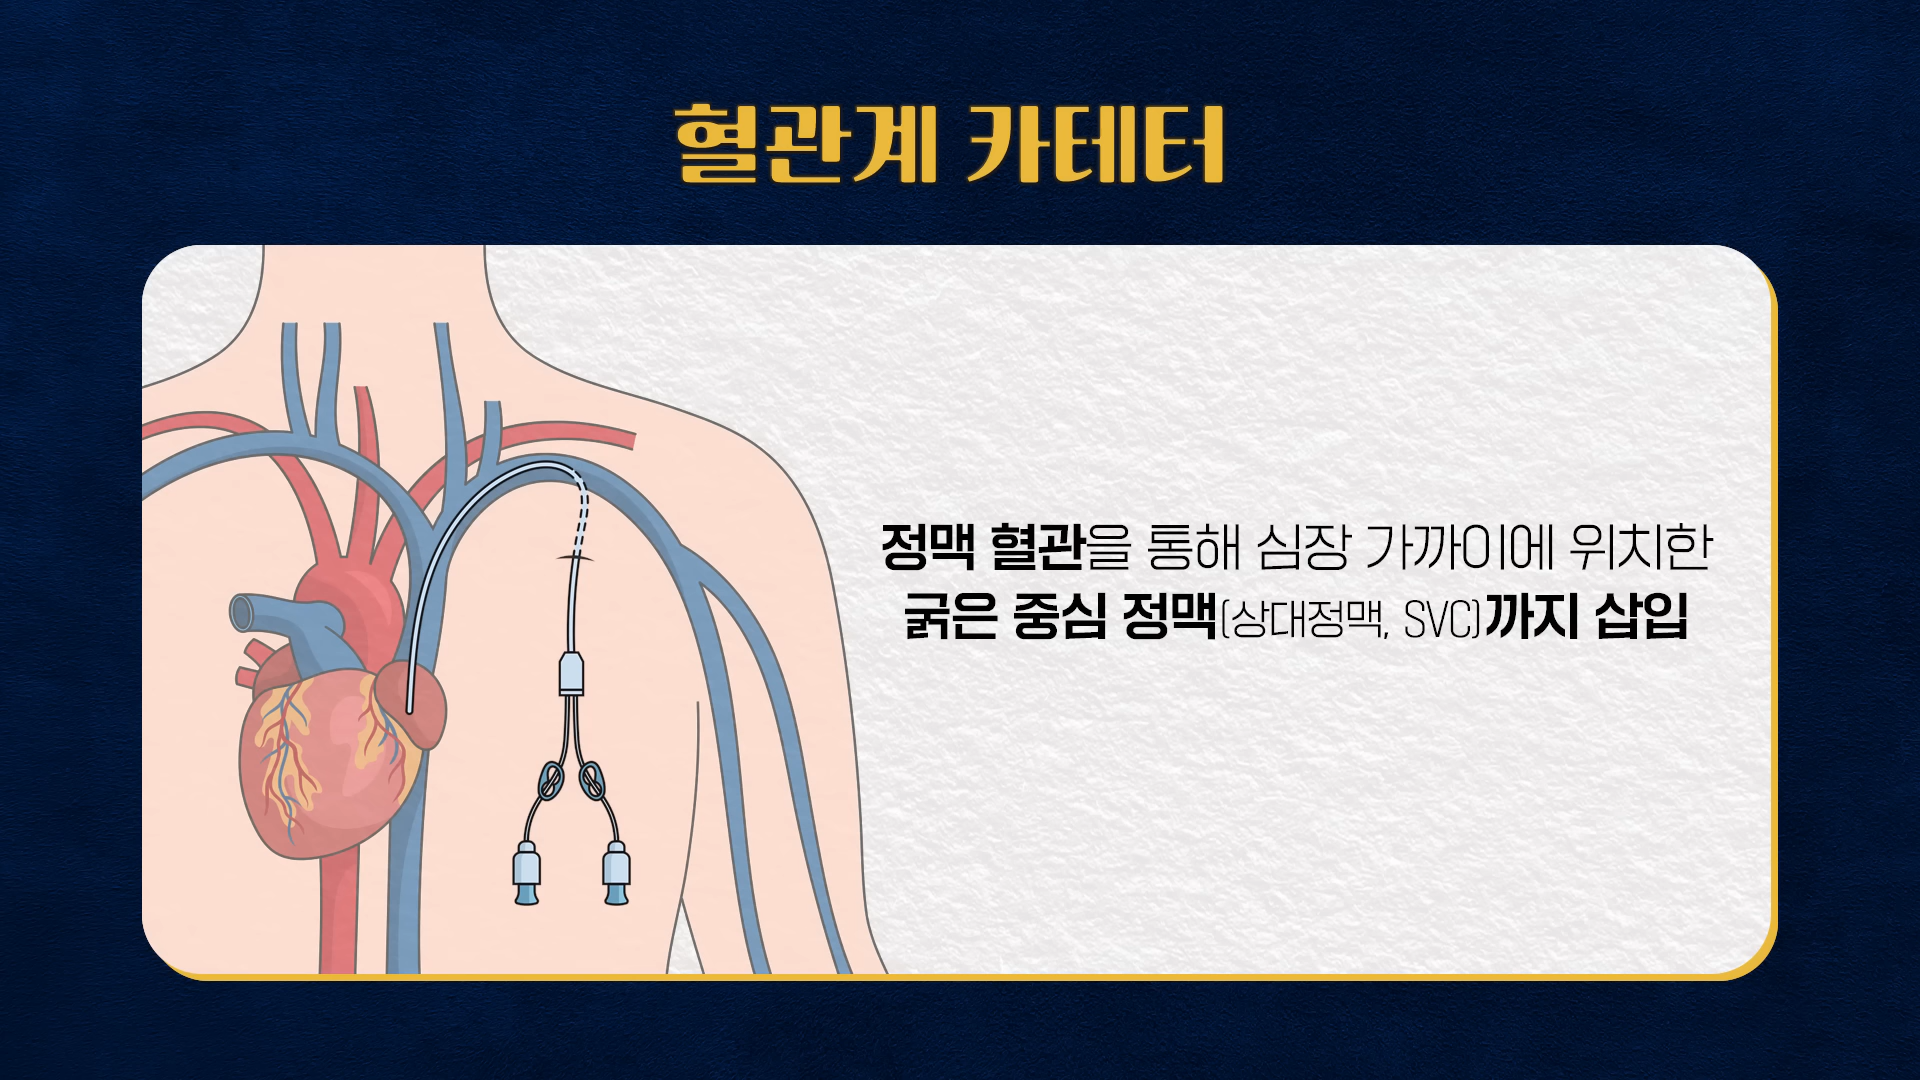 혈관계 카테터
정맥 혈관을 통해 심장 가까이에 위치한
굵은 중심 정맥(상대정맥, SVC)까지 삽입